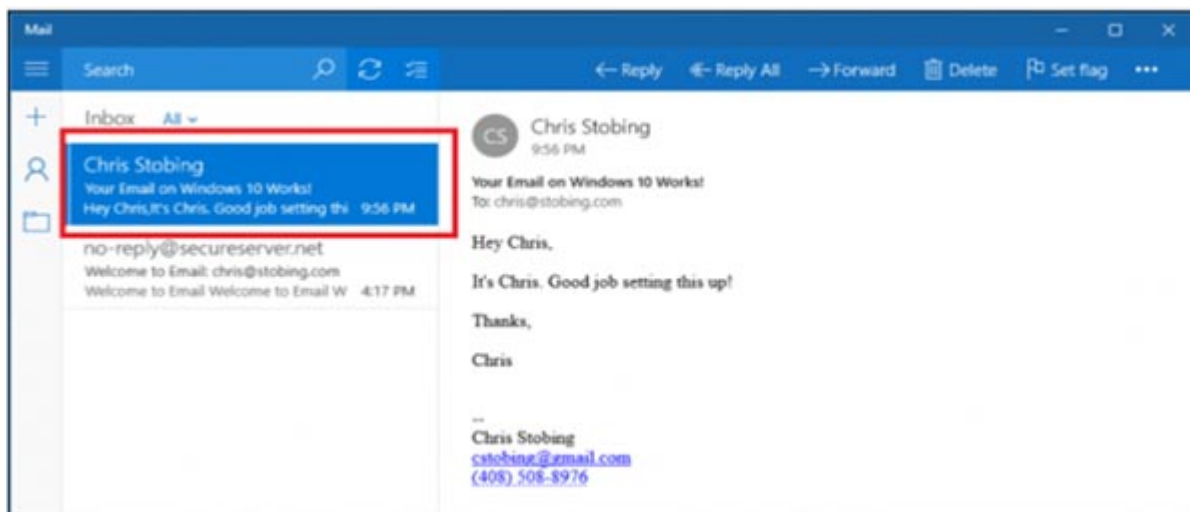 Mail
Search
Reply
Reply All
Forward
Delete
Set flag
Inbox
All
Chris Stobing
Your Email on Windows 10 Works!
Hey Chris,It's Chris. Good job setting thi 9:56 PM
no-reply@secureserver.net
Welcome to Email: chris@stobing.com
Welcome to Email Welcome to Email W 4:17 PM
CS
Chris Stobing
9:56 PM
Your Email on Windows 10 Works!
To: chris@stobing.com
Hey Chris,
It's Chris. Good job setting this up!
Thanks,
Chris
--
Chris Stobing
cstobing@gmail.com
(408) 508-8976